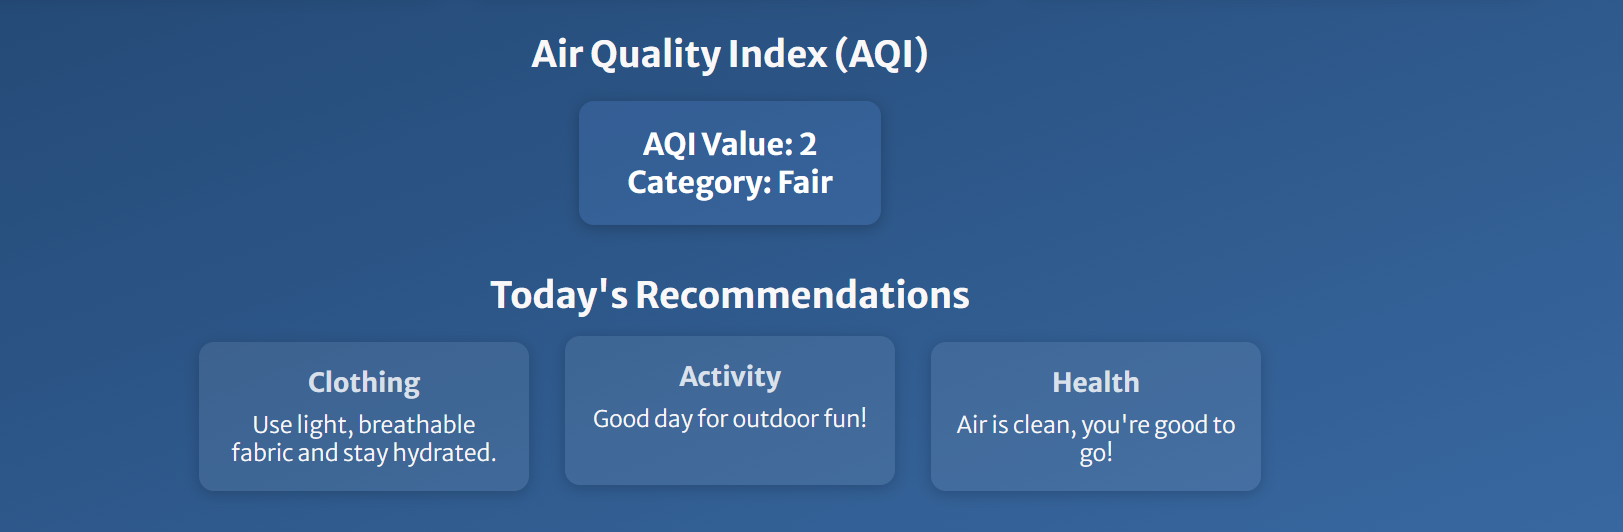 Air Quality Index (AQI)
AQI Value: 2
Category: Fair
Today's Recommendations
Clothing
Use light, breathable
fabric and stay hydrated.
Activity
Good day for outdoor fun!
Health
Air is clean, you're good to
go!